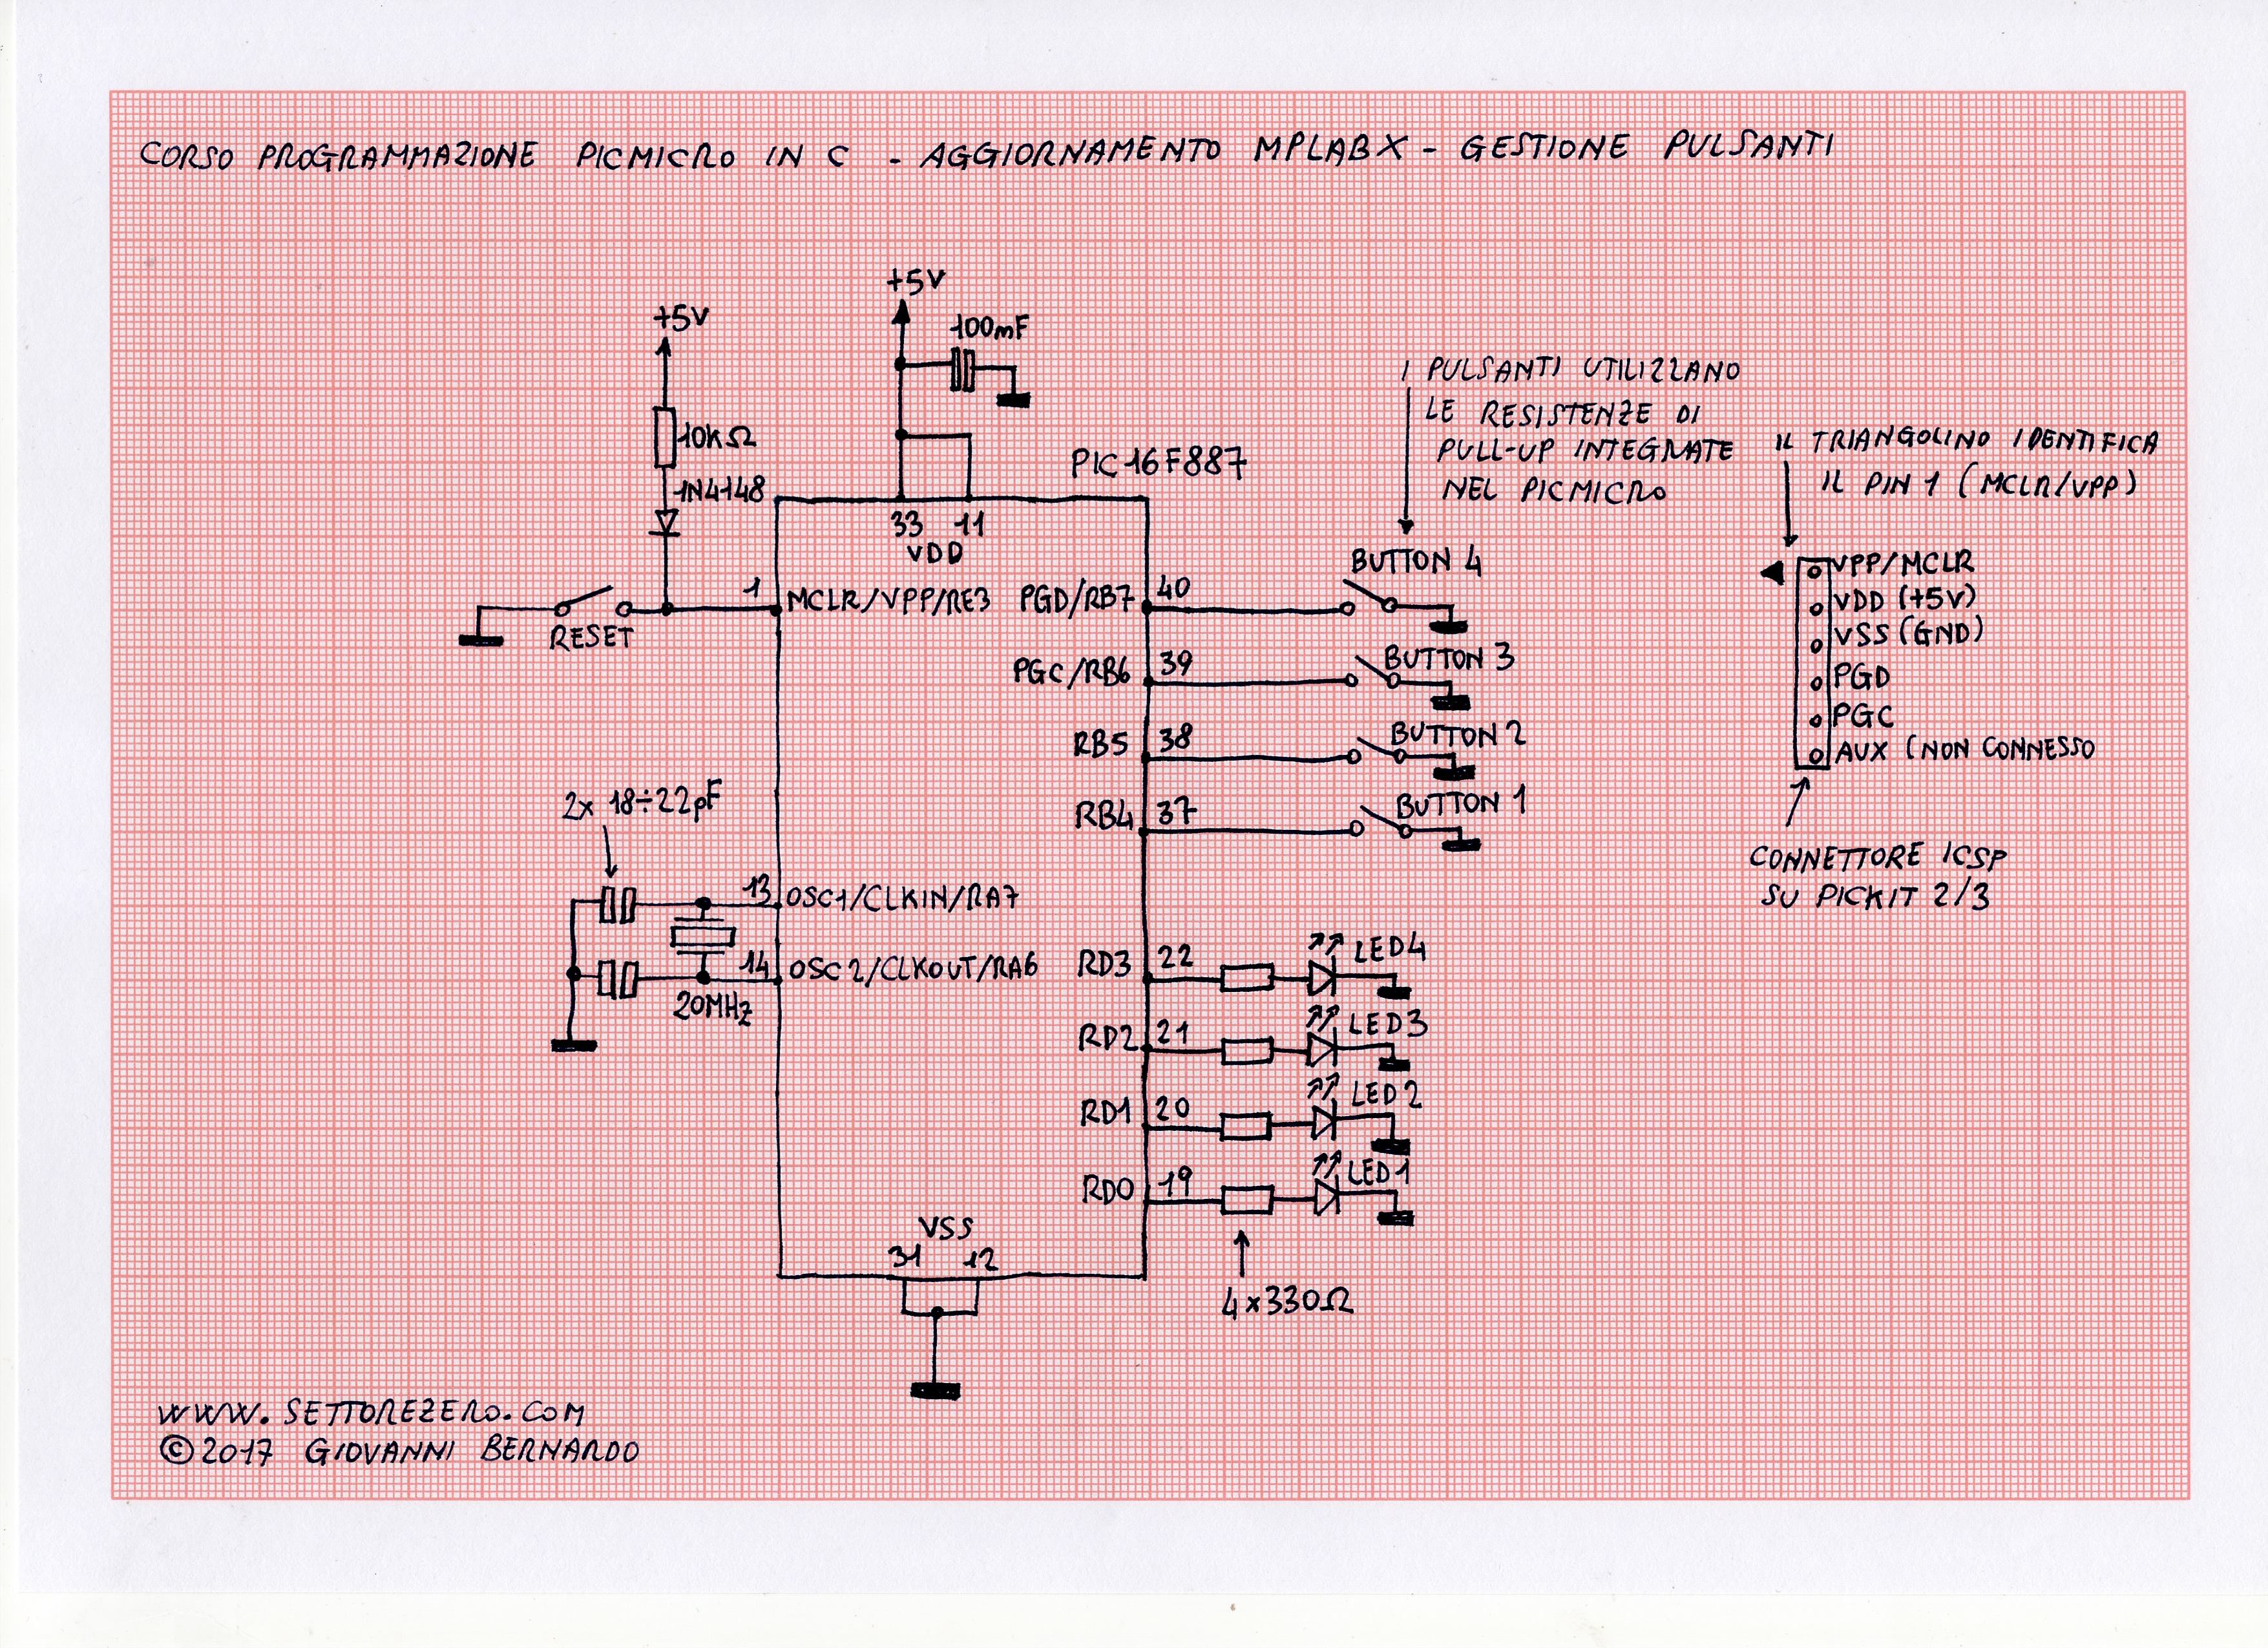 CORSO PROGRAMMAZIONE PICMICRO IN C - AGGIORNAMENTO MPLABX - GESTIONE PULSANTI
+5V
100mF
+5V
10KΩ
1N4148
PIC16F887
33 11
VDD
1
MCLR/VPP/RE3
RESET
PGD/RB7
40
BUTTON 4
PGC/RB6
39
BUTTON 3
RB5
38
BUTTON 2
RB4
37
BUTTON 1
I PULSANTI UTILIZZANO
LE RESISTENZE DI
PULL-UP INTEGRATE
NEL PICMICRO
IL TRIANGOLINO IDENTIFICA
IL PIN 1 (MCLR/VPP)
VPP/MCLR
VDD (+5V)
VSS (GND)
PGD
PGC
AUX (NON CONNESSO
CONNETTORE ICSP
SU PICKIT 2/3
2x 18÷22pF
13
OSC1/CLKIN/RA7
14
OSC2/CLKOUT/RA6
20MHz
RD3
22
LED4
RD2
21
LED3
RD1
20
LED2
RD0
19
LED1
4x330Ω
VSS
31 12
WWW.SETTOREZERO.COM
©2017 GIOVANNI BERNARDO